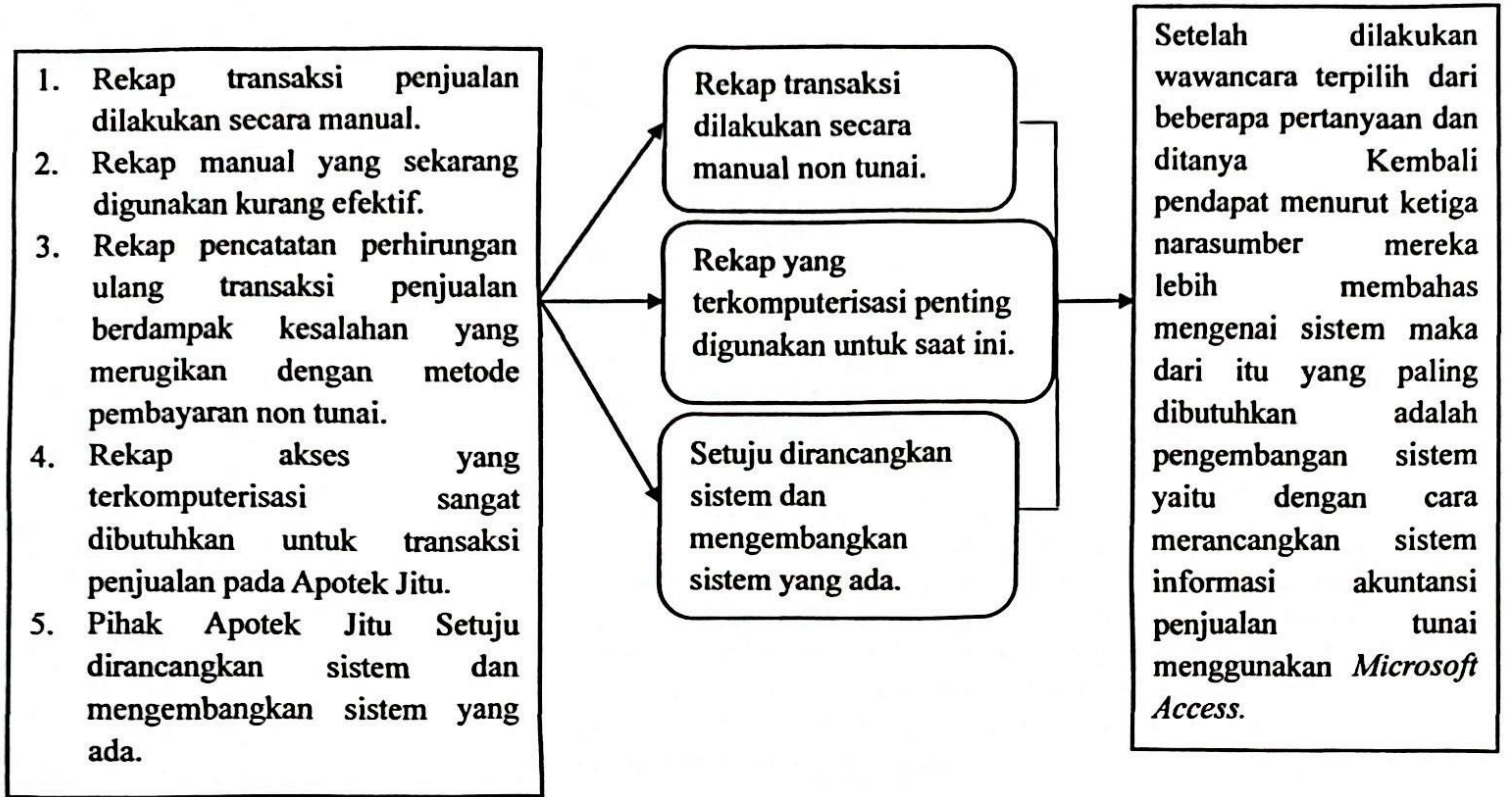 1. Rekap transaksi penjualan
dilakukan secara manual.
2. Rekap manual yang sekarang
digunakan kurang efektif.
3. Rekap pencatatan perhirungan
ulang transaksi penjualan
berdampak kesalahan yang
merugikan dengan metode
pembayaran non tunai.
4. Rekap akses yang
terkomputerisasi sangat
dibutuhkan untuk transaksi
penjualan pada Apotek Jitu.
5. Pihak Apotek Jitu Setuju
dirancangkan sistem dan
mengembangkan sistem yang
ada.
Rekap transaksi
dilakukan secara
manual non tunai.
Rekap yang
terkomputerisasi penting
digunakan untuk saat ini.
Setuju dirancangkan
sistem dan
mengembangkan
sistem yang ada.
Setelah dilakukan
wawancara terpilih dari
beberapa pertanyaan dan
ditanya Kembali
pendapat menurut ketiga
narasumber mereka
lebih membahas
mengenai sistem maka
dari itu yang paling
dibutuhkan adalah
pengembangan sistem
yaitu dengan cara
merancangkan sistem
informasi akuntansi
penjualan tunai
menggunakan Microsoft
Access.